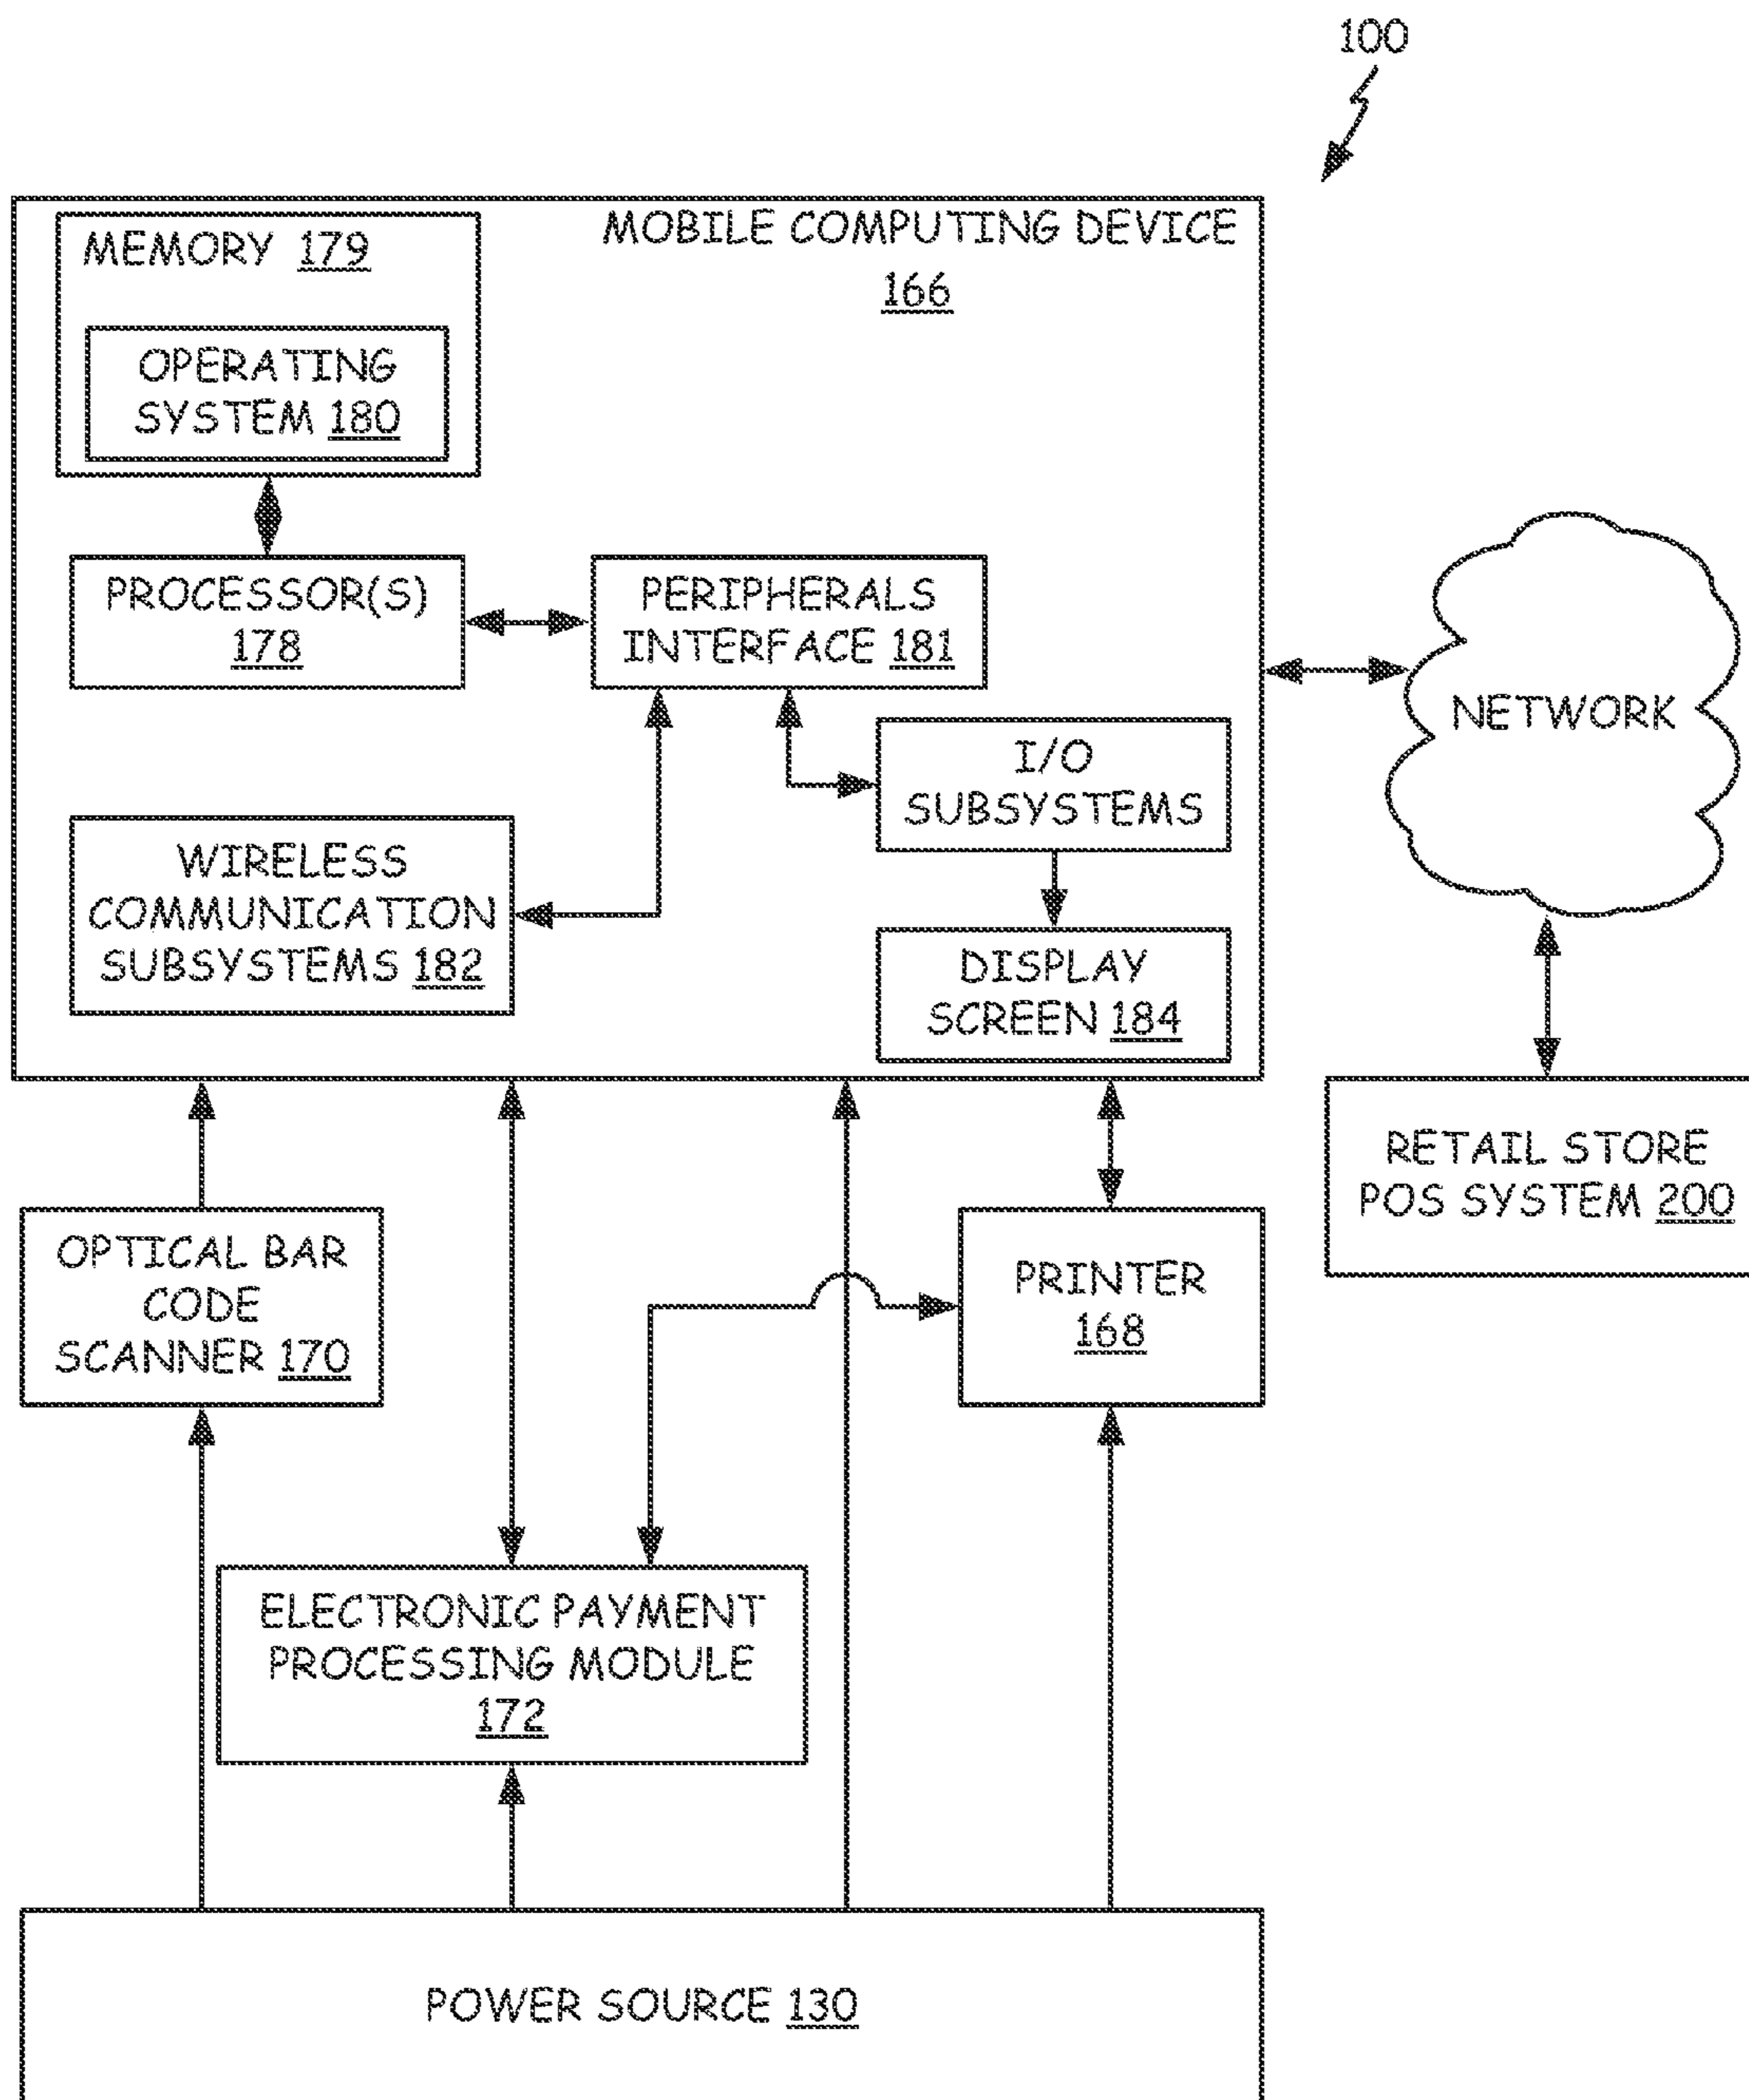 100
MOBILE COMPUTING DEVICE
166
MEMORY 179
OPERATING
SYSTEM 180
PROCESSOR(S)
178
PERIPHERALS
INTERFACE 181
I/O
SUBSYSTEMS
WIRELESS
COMMUNICATION
SUBSYSTEMS 182
DISPLAY
SCREEN 184
NETWORK
RETAIL STORE
POS SYSTEM 200
OPTICAL BAR
CODE
SCANNER 170
PRINTER
168
ELECTRONIC PAYMENT
PROCESSING MODULE
172
POWER SOURCE 130